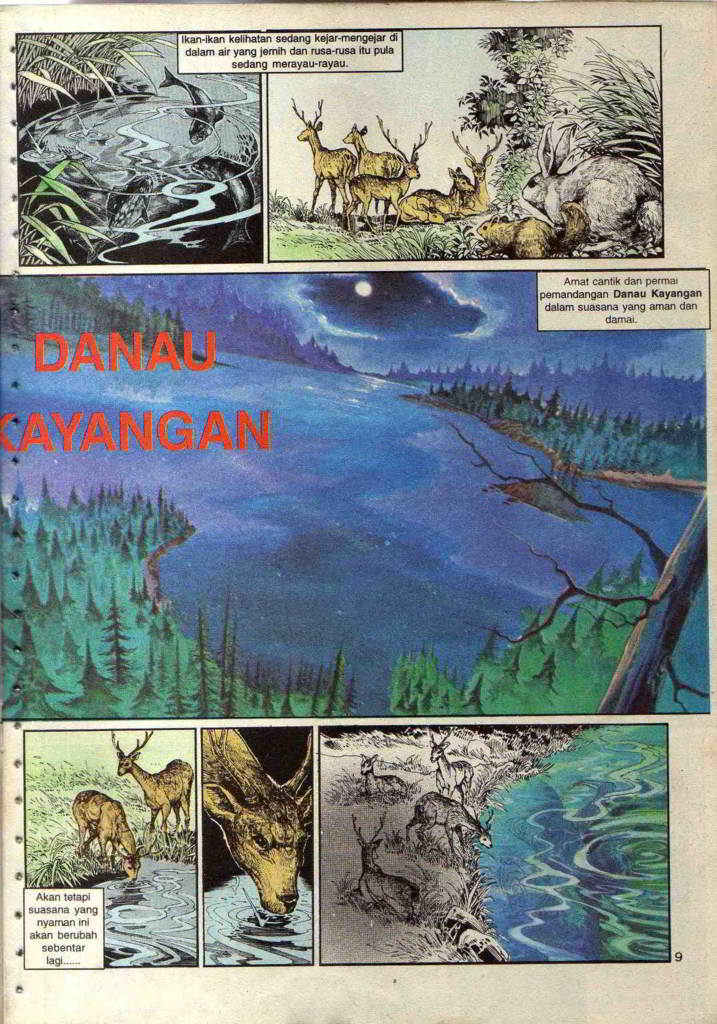 Ikan-ikan kelihatan sedang kejar-mengejar di
dalam air yang jernih dan rusa-rusa itu pula
sedang merayau-rayau.
Amat cantik dan permai
pemandangan Danau Kayangan
dalam suasana yang aman dan
damai.
DANAU
KAYANGAN
Akan tetapi
suasana yang
nyaman ini
akan berubah
sebentar
lagi......
9